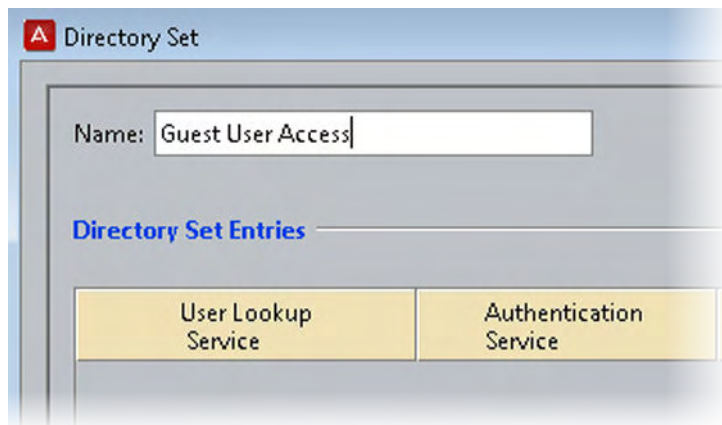 A Directory Set
Name: Guest User Access
Directory Set Entries
User Lookup Authentication
Service Service